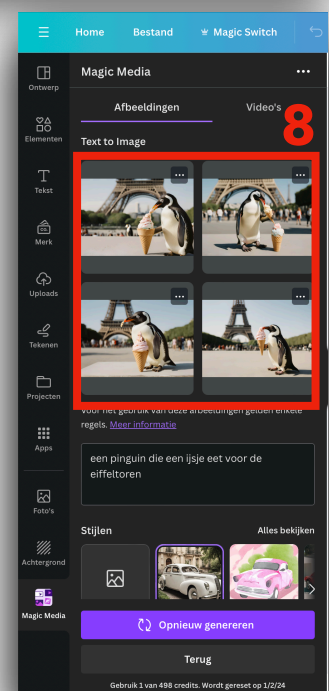 Home Bestand Magic Switch
Ontwerp
Magic Media
Afbeeldingen Video's
8
Elementen
Text to Image
Tekst
CO.
Merk
Uploads
Tekenen
Projecten
Voor het gebruik van deze afbeeldingen gelden enkele
regels. Meer informatie
Apps
een pinguin die een ijsje eet voor de
eiffeltoren
Foto's
Stijlen Alles bekijken
Achtergrond
Magic Media
Opnieuw genereren
Terug
Gebruik 1 van 498 credits. Wordt gereset op 1/2/24